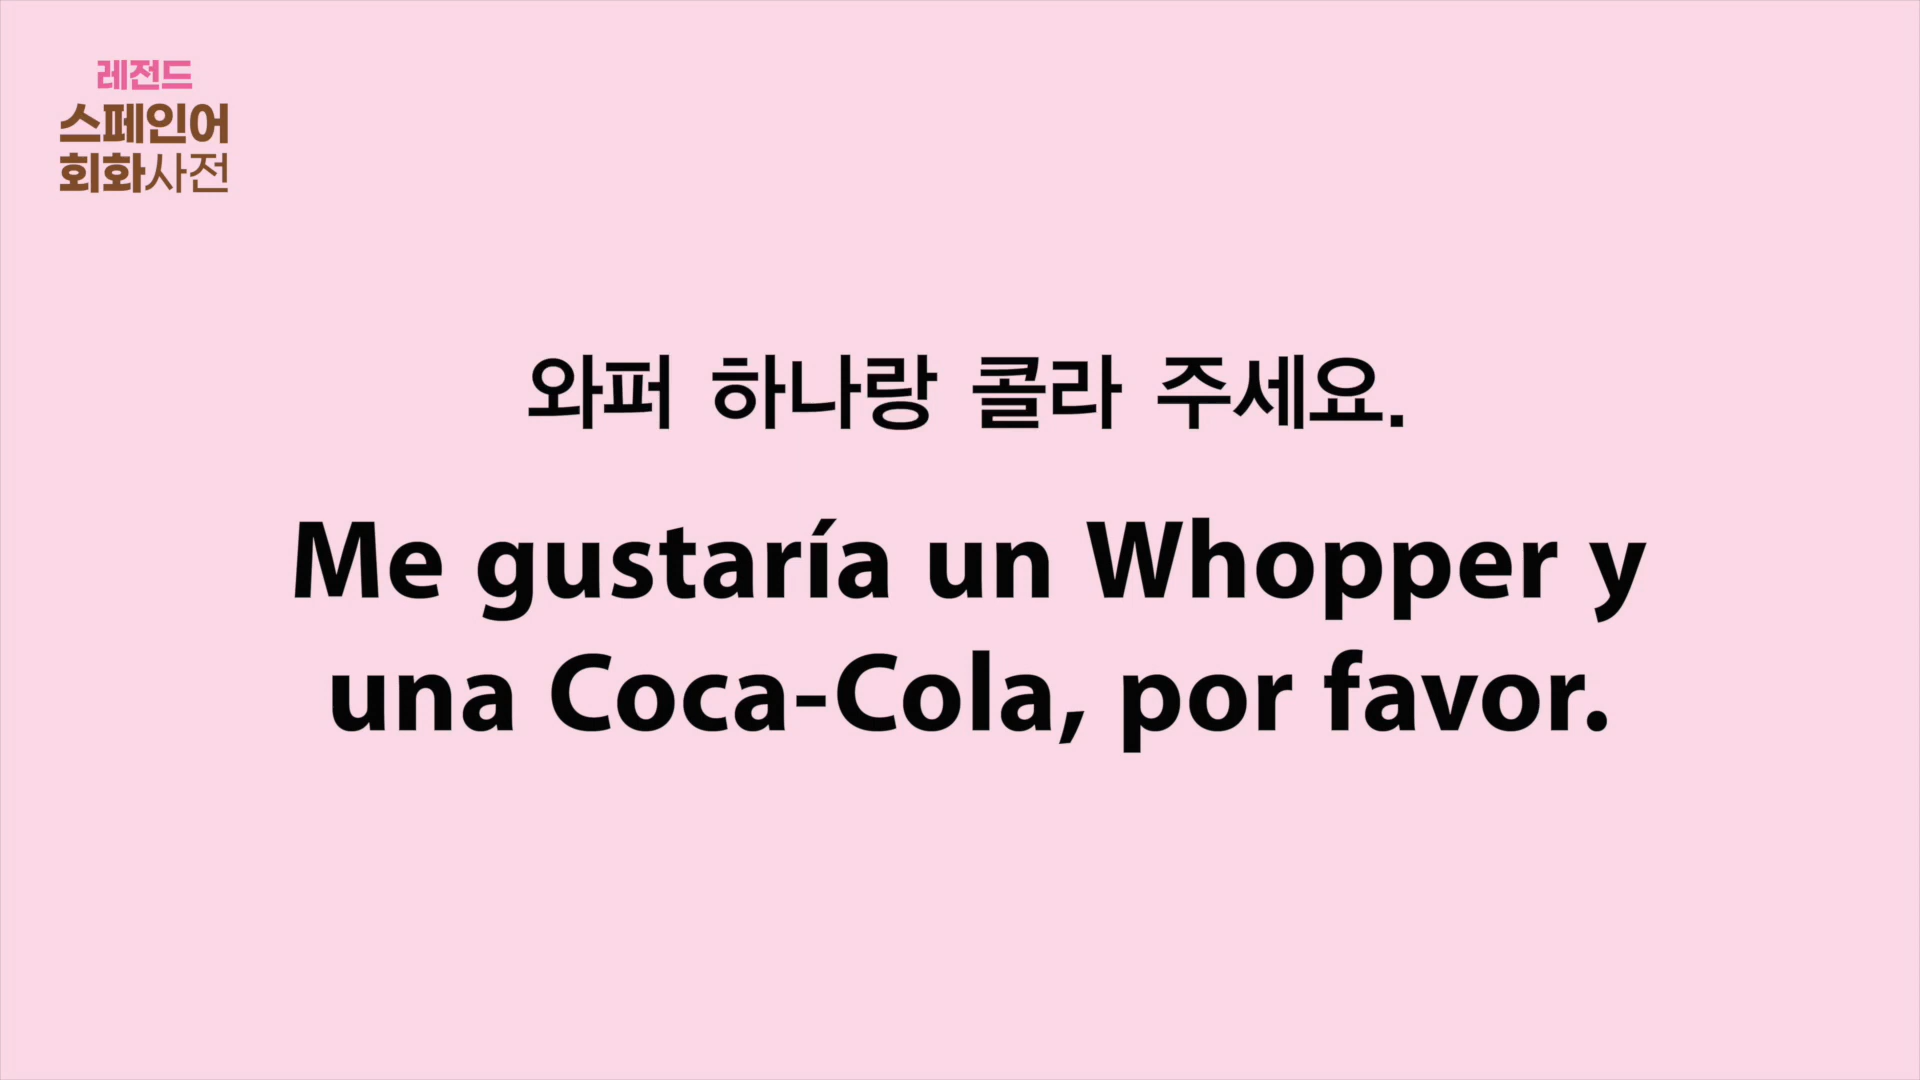 레전드
스페인어
회화사전
와퍼 하나랑 콜라 주세요.
Me gustaría un Whopper y
una Coca-Cola, por favor.